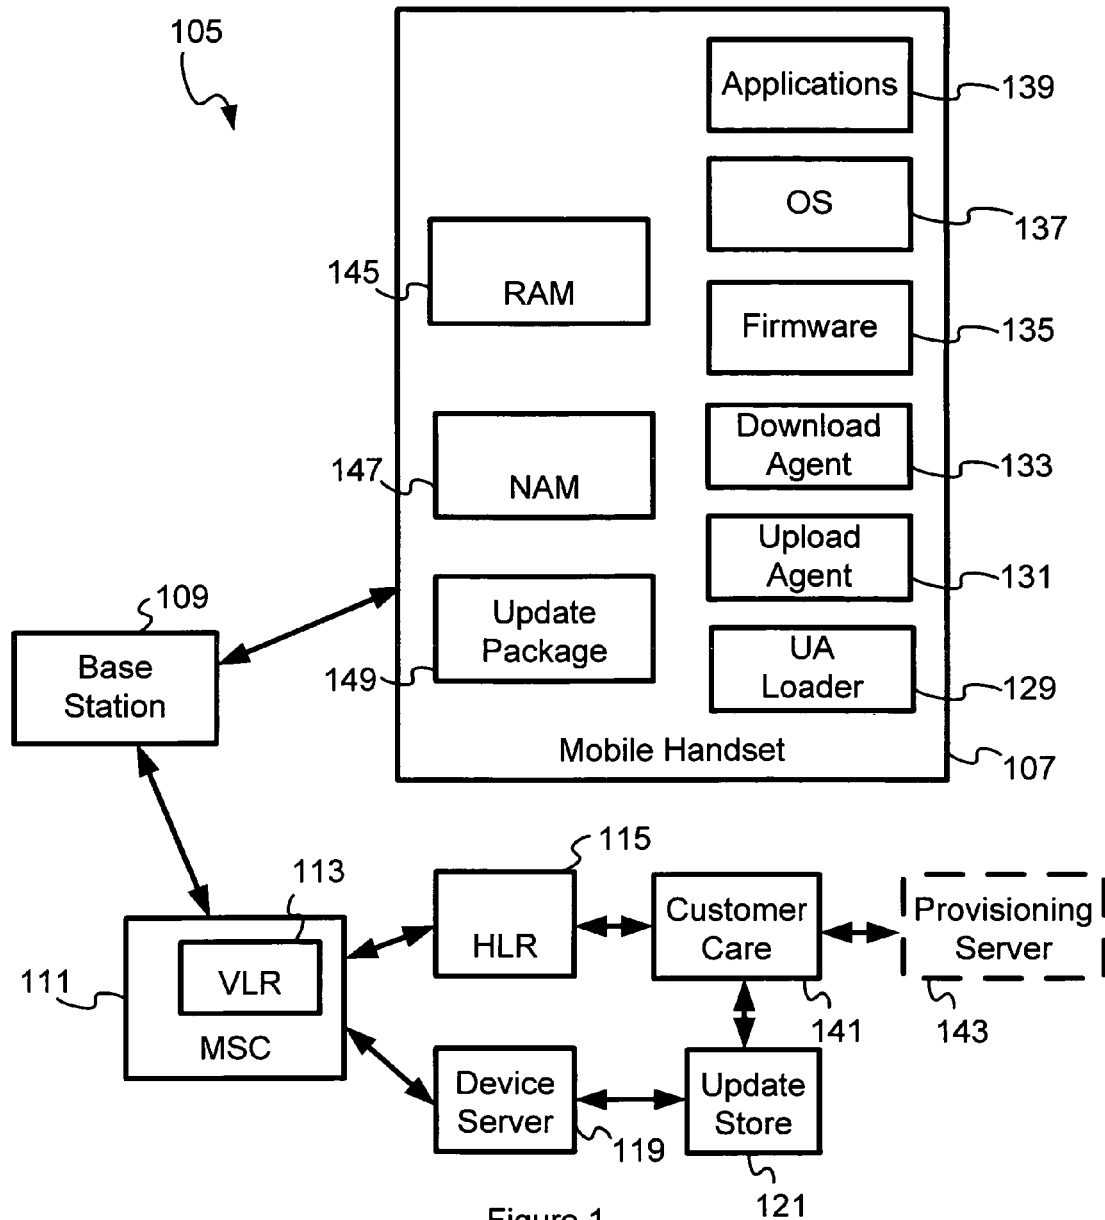 105
Applications
139
OS
137
145
RAM
Firmware
135
Download
Agent
133
147
NAM
Upload
Agent
131
109
Base
Station
Update
Package
149
UA
Loader
129
Mobile Handset
107
113
115
111
VLR
MSC
HLR
Customer
Care
141
Provisioning
Server
143
Device
Server
119
Update
Store
121
Figure 1